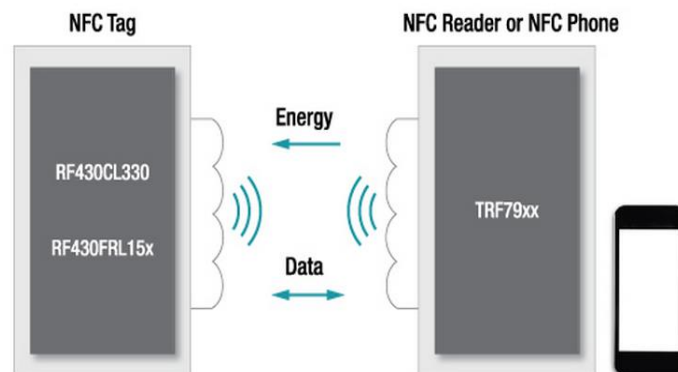 NFC Tag
NFC Reader or NFC Phone
Energy
RF430CL330
TRF79xx
RF430FRL15x
Data